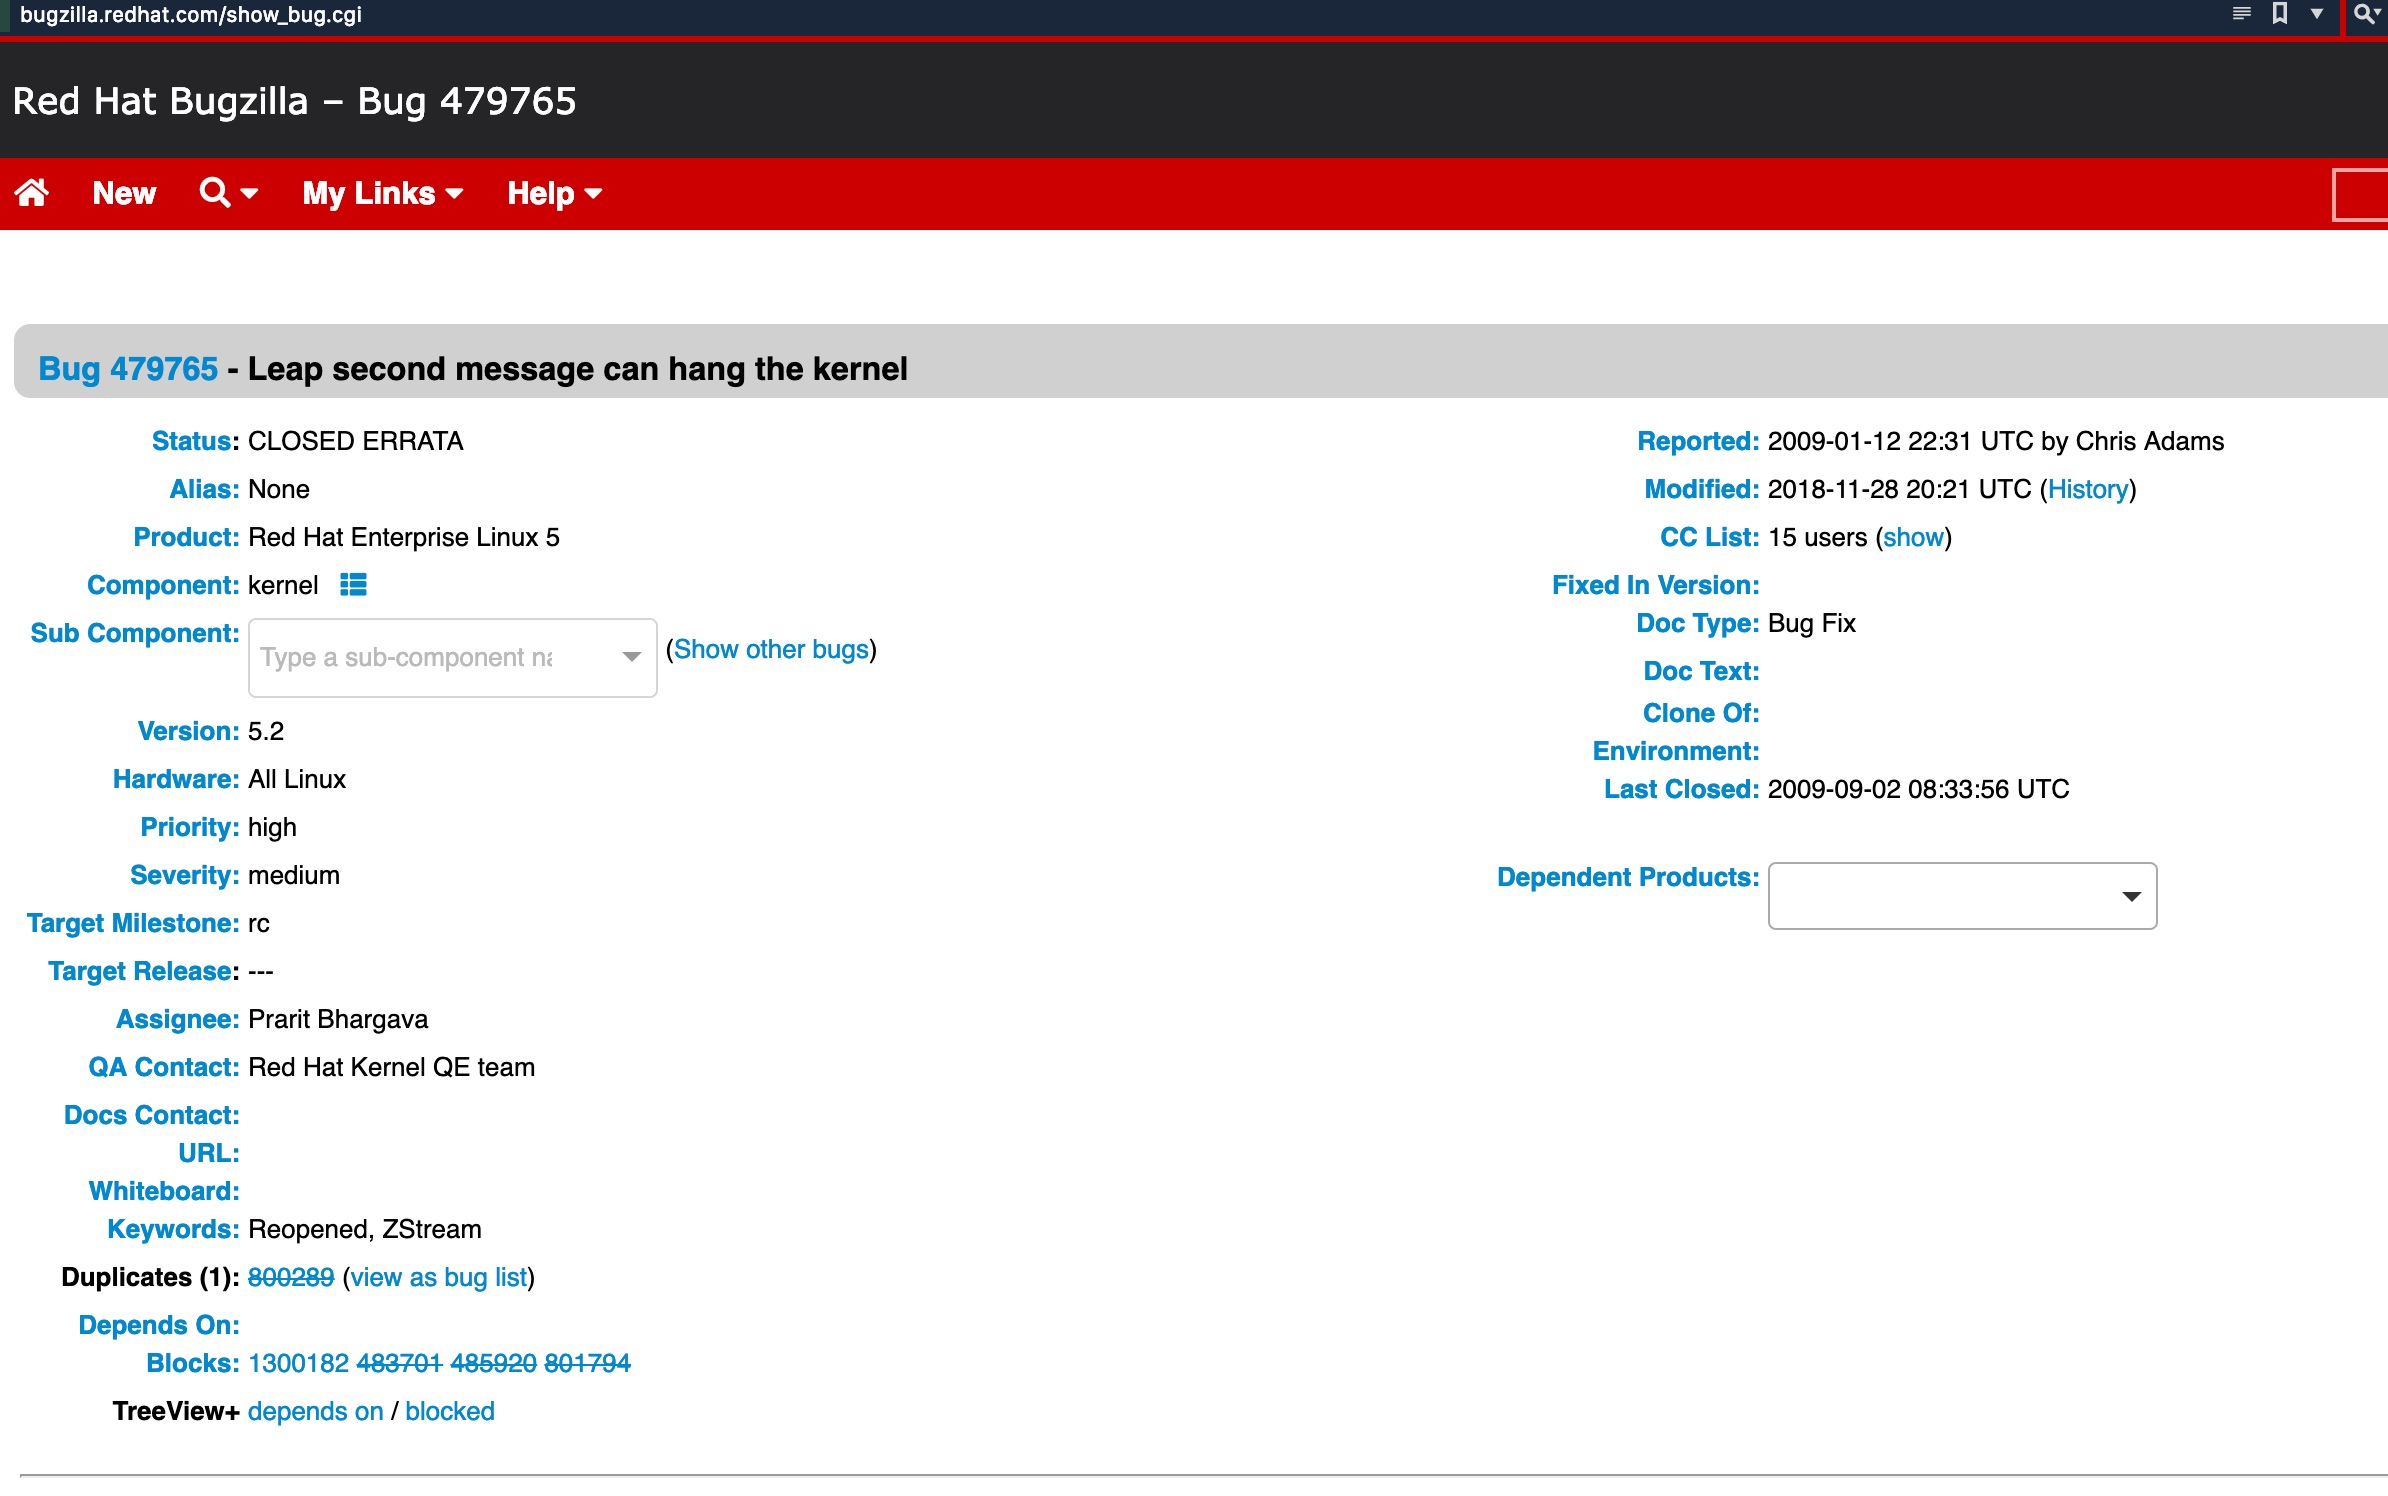 bugzilla.redhat.com/show_bug.cgi
Red Hat Bugzilla – Bug 479765
New My Links Help
Bug 479765 - Leap second message can hang the kernel
Status: CLOSED ERRATA
Alias: None
Product: Red Hat Enterprise Linux 5
Component: kernel
Sub Component: Type a sub-component na (Show other bugs)
Version: 5.2
Hardware: All Linux
Priority: high
Severity: medium
Target Milestone: rc
Target Release: ---
Assignee: Prarit Bhargava
QA Contact: Red Hat Kernel QE team
Docs Contact:
URL:
Whiteboard:
Keywords: Reopened, ZStream
Duplicates (1): 800289 (view as bug list)
Depends On:
Blocks: 1300182 483701 485920 801794
TreeView+ depends on / blocked
Reported: 2009-01-12 22:31 UTC by Chris Adams
Modified: 2018-11-28 20:21 UTC (History)
CC List: 15 users (show)
Fixed In Version:
Doc Type: Bug Fix
Doc Text:
Clone Of:
Environment:
Last Closed: 2009-09-02 08:33:56 UTC
Dependent Products: